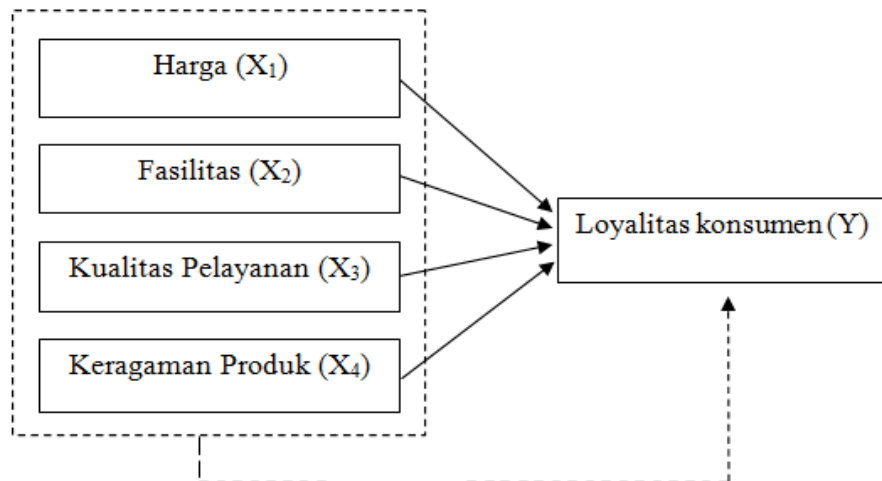 Harga (X₁)
Fasilitas (X₂)
Kualitas Pelayanan (X₃)
Keragaman Produk (X₄)
Loyalitas konsumen (Y)